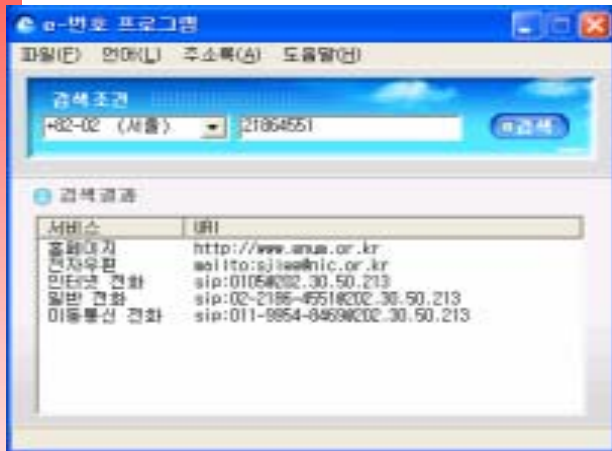 e-번호 프로그램
파일(F) 언어(L) 주소록(A) 도움말(H)
검색조건
+82-02 (서울) 21864551 검색
검색결과
서비스 URI
홈페이지 http://www.enum.or.kr
전자우편 mailto:sjlee@nic.or.kr
인터넷 전화 sip:0105@202.30.50.213
일반 전화 sip:02-2186-4551@202.30.50.213
이동통신 전화 sip:011-9954-8469@202.30.50.213